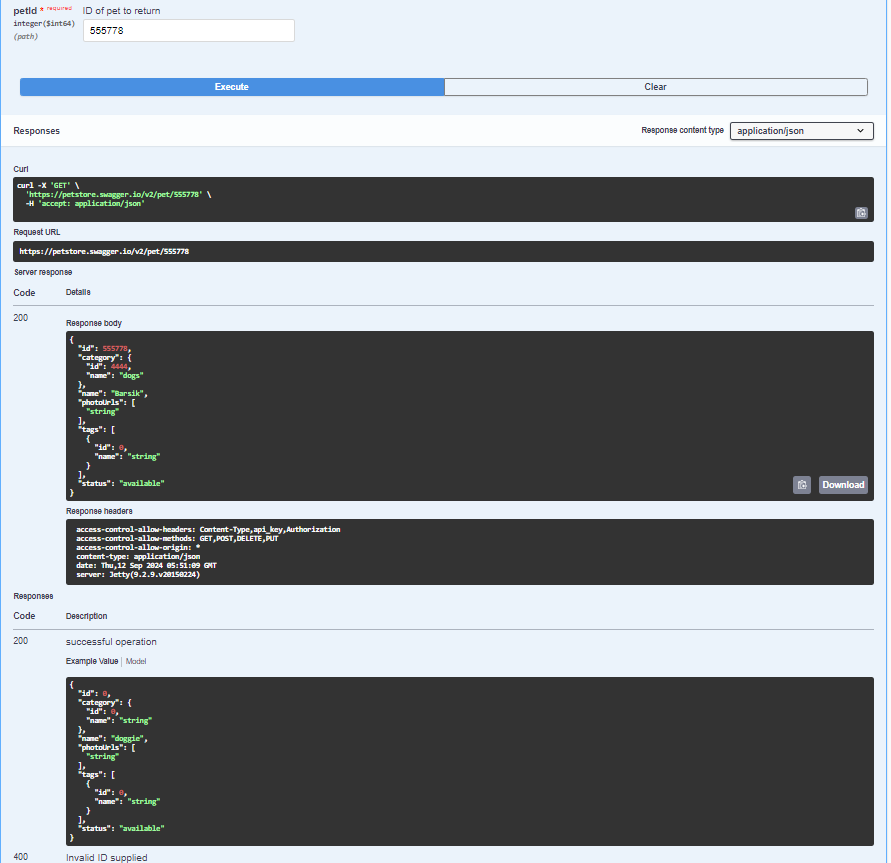 petId * required
ID of pet to return
integer($int64)
(path)
555778
Execute
Clear
Responses
Response content type
application/json
Curl
curl -X 'GET' \
'https://petstore.swagger.io/v2/pet/555778' \
-H 'accept: application/json'
Request URL
https://petstore.swagger.io/v2/pet/555778
Server response
Code
Details
200
Response body
{
"id": 555778,
"category": {
"id": 4444,
"name": "dogs"
},
"name": "Barsik",
"photoUrls": [
"string"
],
"tags": [
{
"id": 0,
"name": "string"
}
],
"status": "available"
}
Download
Response headers
access-control-allow-headers: Content-Type,api_key,Authorization
access-control-allow-methods: GET,POST,DELETE,PUT
access-control-allow-origin: *
content-type: application/json
date: Thu,12 Sep 2024 05:51:09 GMT
server: Jetty(9.2.9.v20150224)
Responses
Code
Description
200
successful operation
Example Value | Model
{
"id": 0,
"category": {
"id": 0,
"name": "string"
},
"name": "doggie",
"photoUrls": [
"string"
],
"tags": [
{
"id": 0,
"name": "string"
}
],
"status": "available"
}
400
Invalid ID supplied